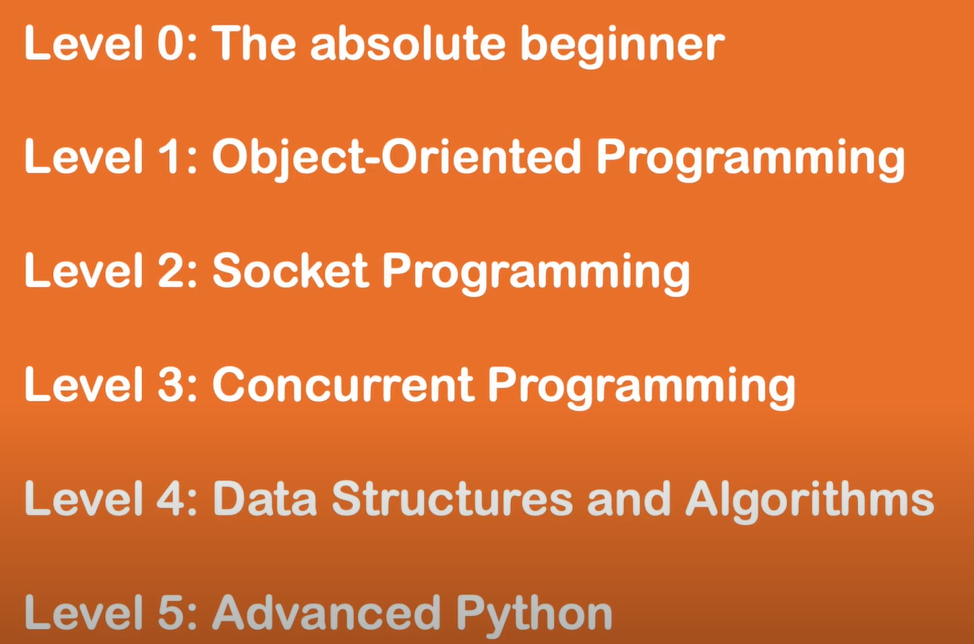 Level 0: The absolute beginner
Level 1: Object-Oriented Programming
Level 2: Socket Programming
Level 3: Concurrent Programming
Level 4: Data Structures and Algorithms
Level 5: Advanced Python